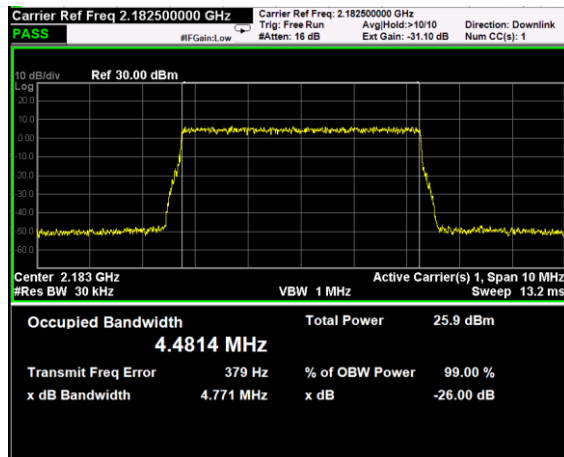 Carrier Ref Freq 2.182500000 GHz
PASS
#IFGain:Low
Carrier Ref Freq: 2.182500000 GHz
Trig: Free Run Avg|Hold:>10/10 Direction: Downlink
#Atten: 16 dB Ext Gain: -31.10 dB Num CC(s): 1
10 dB/div Ref 30.00 dBm
Log
20.0
10.0
0.00
-10.0
-20.0
-30.0
-40.0
-50.0
-60.0
Center 2.183 GHz Active Carrier(s) 1, Span 10 MHz
#Res BW 30 kHz VBW 1 MHz Sweep 13.2 ms
Occupied Bandwidth Total Power 25.9 dBm
4.4814 MHz
Transmit Freq Error 379 Hz % of OBW Power 99.00 %
x dB Bandwidth 4.771 MHz x dB -26.00 dB